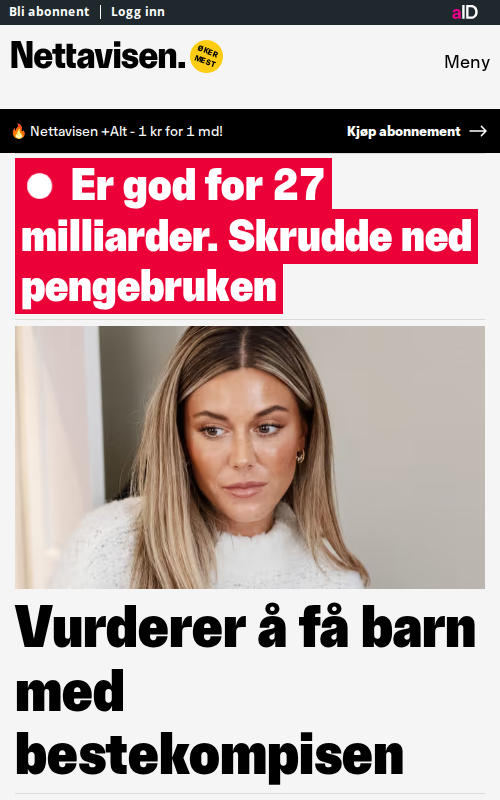 Bli abonnent | Logg inn
aID
Nettavisen.
ØKER
MEST
Meny
🔥 Nettavisen +Alt - 1 kr for 1 md!
Kjøp abonnement →
Er god for 27
milliarder. Skrudde ned
pengebruken
Vurderer å få barn
med
bestekompisen